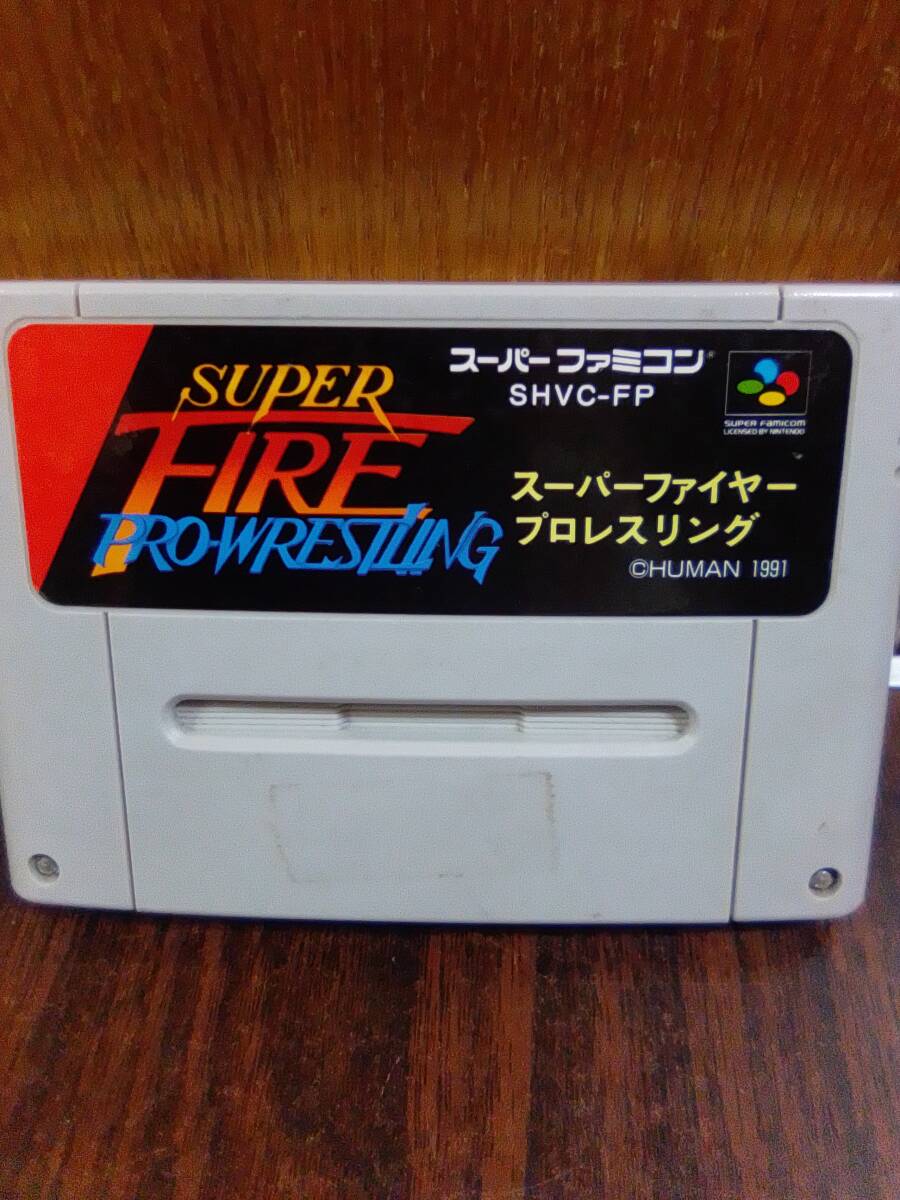 SUPER
FIRE
PRO-WRESTLING
スーパーファミコン®
SHVC-FP
SUPER FAMICOM
LICENSED BY NINTENDO
スーパーファイヤー
プロレスリング
©HUMAN 1991